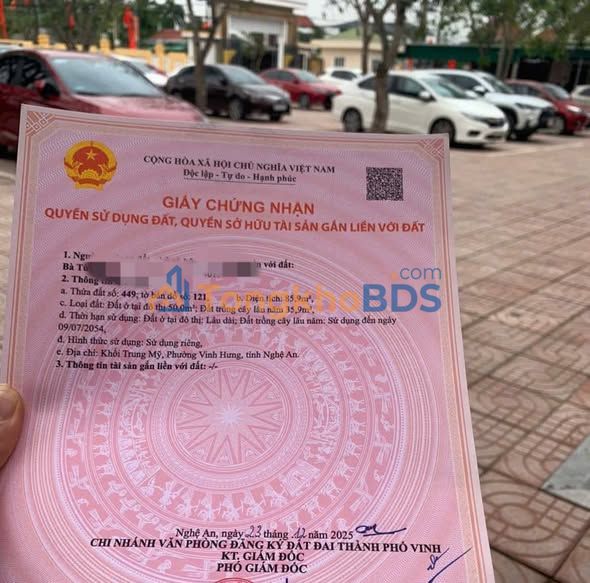 CỘNG HÒA XÃ HỘI CHỦ NGHĨA VIỆT NAM
Độc lập - Tự do - Hạnh phúc
GIẤY CHỨNG NHẬN
QUYỀN SỬ DỤNG ĐẤT, QUYỀN SỞ HỮU TÀI SẢN GẮN LIỀN VỚI ĐẤT
1. liền với đất:
Bà
2. Thông
a. Thửa đất số: 449; tờ bản đồ số: 121, b. Diện tích: 85,9m²,
c. Loại đất: Đất ở tại đô thị 50,0m²; Đất trồng cây lâu năm 35,9m²,
d. Thời hạn sử dụng: Đất ở tại đô thị: Lâu dài; Đất trồng cây lâu năm: Sử dụng đến ngày
09/07/2054,
đ. Hình thức sử dụng: Sử dụng riêng,
e. Địa chỉ: Khối Trung Mỹ, Phường Vinh Hưng, tỉnh Nghệ An.
3. Thông tin tài sản gắn liền với đất: -/-
TongkhoBDS.com
Nghệ An, ngày 23 tháng 12 năm 2025
CHI NHÁNH VĂN PHÒNG ĐĂNG KÝ ĐẤT ĐAI THÀNH PHỐ VINH
KT. GIÁM ĐỐC
PHÓ GIÁM ĐỐC